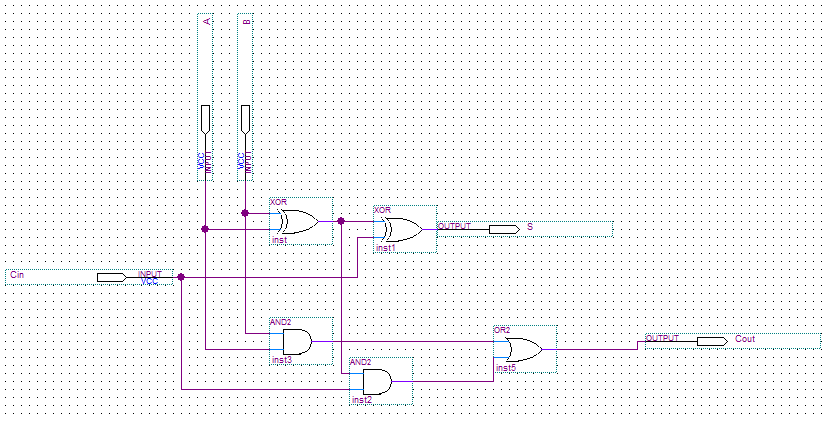 A
B
VCC
INPUT
VCC
INPUT
XOR
inst
XOR
inst1
OUTPUT
S
Cin
INPUT
VCC
AND2
inst3
AND2
inst2
OR2
inst5
OUTPUT
Cout